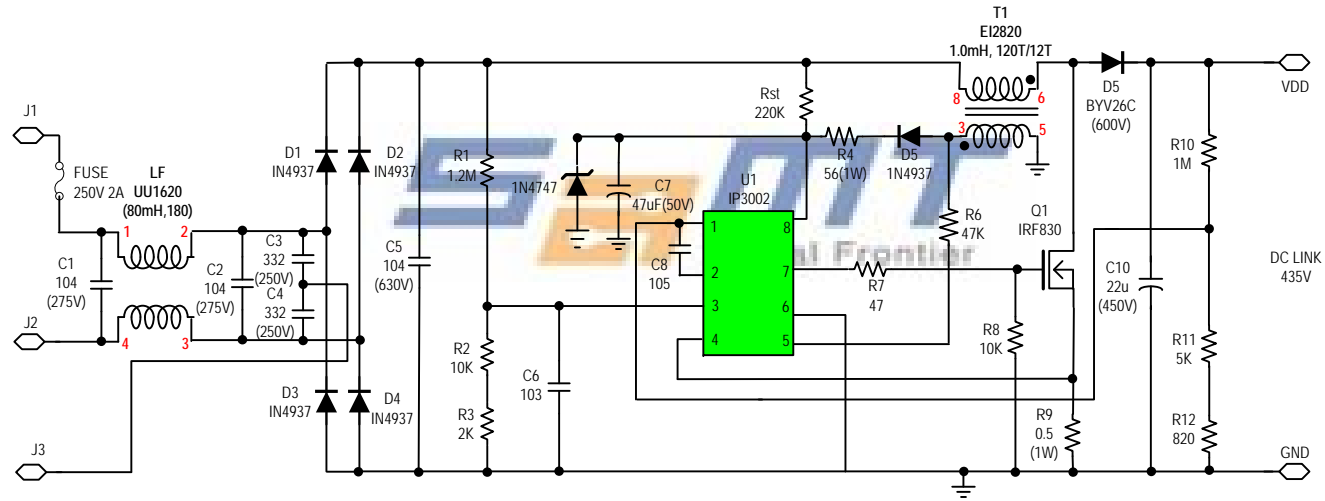 T1
EI2820
1.0mH, 120T/12T
8
6
3
5
D5
BYV26C
(600V)
VDD
J1
FUSE
250V 2A
LF
UU1620
(80mH,180)
1
2
4
3
C1
104
(275V)
C2
104
(275V)
C3
332
(250V)
C4
332
(250V)
J2
J3
D1
IN4937
D2
IN4937
D3
IN4937
D4
IN4937
C5
104
(630V)
R1
1.2M
R2
10K
R3
2K
C6
103
Rst
220K
1N4747
C7
47uF(50V)
R4
56(1W)
D5
1N4937
C8
105
U1
IP3002
1
2
3
4
8
7
6
5
R6
47K
R7
47
R8
10K
Q1
IRF830
R9
0.5
(1W)
C10
22u
(450V)
R10
1M
R11
5K
R12
820
DC LINK
435V
GND
al Frontier